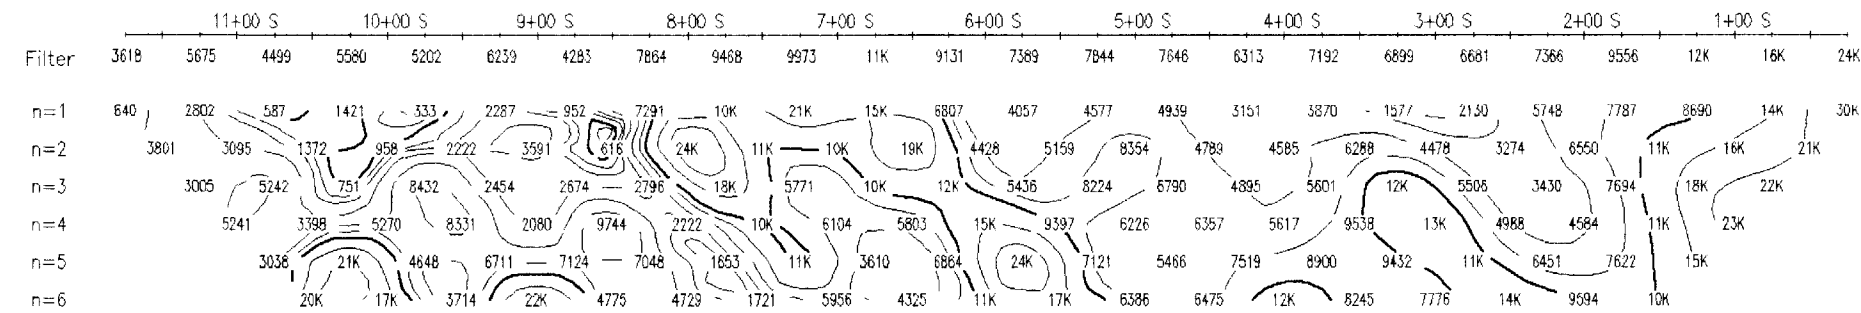 11+00 S 10+00 S 9+00 S 8+00 S 7+00 S 6+00 S 5+00 S 4+00 S 3+00 S 2+00 S 1+00 S
Filter 3618 5675 4499 5580 5202 6239 4283 7864 9468 9973 11K 9131 7389 7844 7646 6313 7192 6899 6681 7366 9556 12K 16K 24K
n=1 640 2802 587 1421 333 2287 952 7291 10K 21K 15K 6807 4057 4577 4939 3151 3870 1577 2130 5748 7787 8690 14K 30K
n=2 3801 3095 1372 958 2222 3591 616 24K 11K 10K 19K 4428 5159 8354 4789 4585 6288 4478 3274 6550 11K 16K 21K
n=3 3005 5242 751 8432 2454 2674 2796 18K 5771 10K 12K 5436 8224 6790 4895 5601 12K 5506 3430 7694 18K 22K
n=4 5241 3398 5270 8331 2080 9744 2222 10K 6104 5803 15K 9397 6226 6357 5617 9538 13K 4988 4584 11K 23K
n=5 3038 21K 4648 6711 7124 7048 1653 11K 3610 6864 24K 7121 5466 7519 8900 9432 11K 6451 7622 15K
n=6 20K 17K 3714 22K 4775 4729 1721 5956 4325 11K 17K 6386 6475 12K 8245 7776 14K 9594 10K